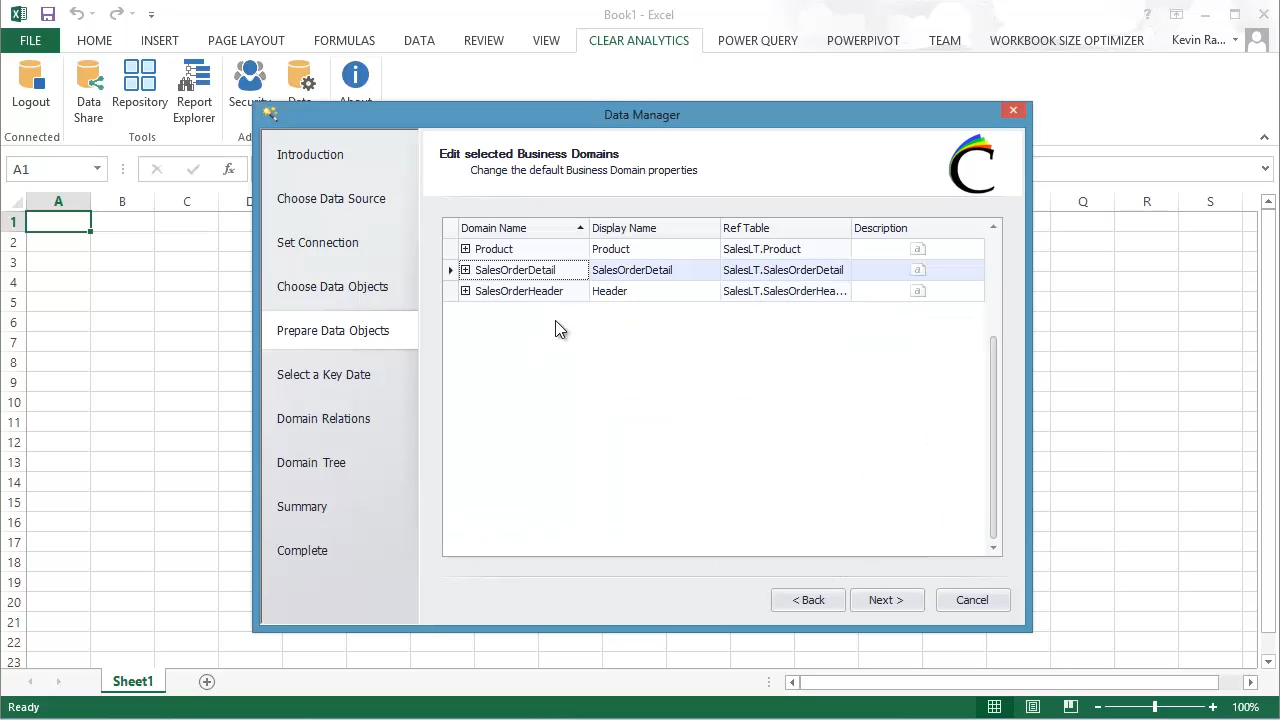 Book1 - Excel
FILE HOME INSERT PAGE LAYOUT FORMULAS DATA REVIEW VIEW CLEAR ANALYTICS POWER QUERY POWERPIVOT TEAM WORKBOOK SIZE OPTIMIZER Kevin Ra...
Logout Data Share Repository Report Explorer
Connected Tools
Data Manager
A1 fx
A B C Q R S
1
2
3
4
5
6
7
8
9
10
11
12
13
14
15
16
17
18
19
20
21
22
23
Introduction
Choose Data Source
Set Connection
Choose Data Objects
Prepare Data Objects
Select a Key Date
Domain Relations
Domain Tree
Summary
Complete
Edit selected Business Domains
Change the default Business Domain properties
Domain Name Display Name Ref Table Description
Product Product SalesLT.Product
SalesOrderDetail SalesOrderDetail SalesLT.SalesOrderDetail
SalesOrderHeader Header SalesLT.SalesOrderHea...
< Back Next > Cancel
Sheet1
Ready 100%